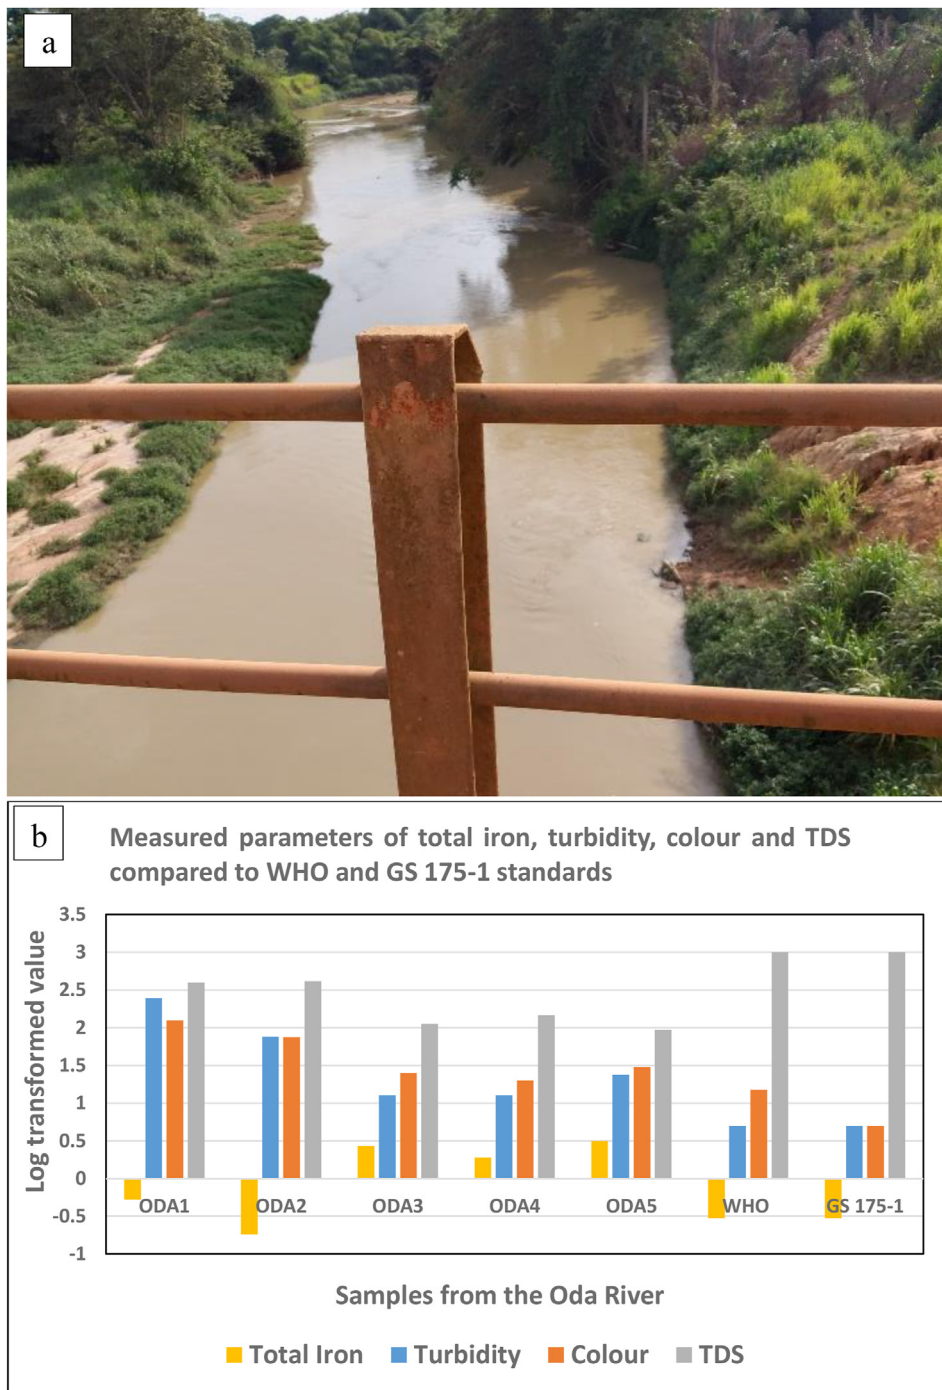 a
b
Measured parameters of total iron, turbidity, colour and TDS
compared to WHO and GS 175-1 standards
3.5
3
2.5
2
1.5
1
0.5
0
-0.5
-1
Log transformed value
ODA1 ODA2 ODA3 ODA4 ODA5 WHO GS 175-1
Samples from the Oda River
Total Iron Turbidity Colour TDS